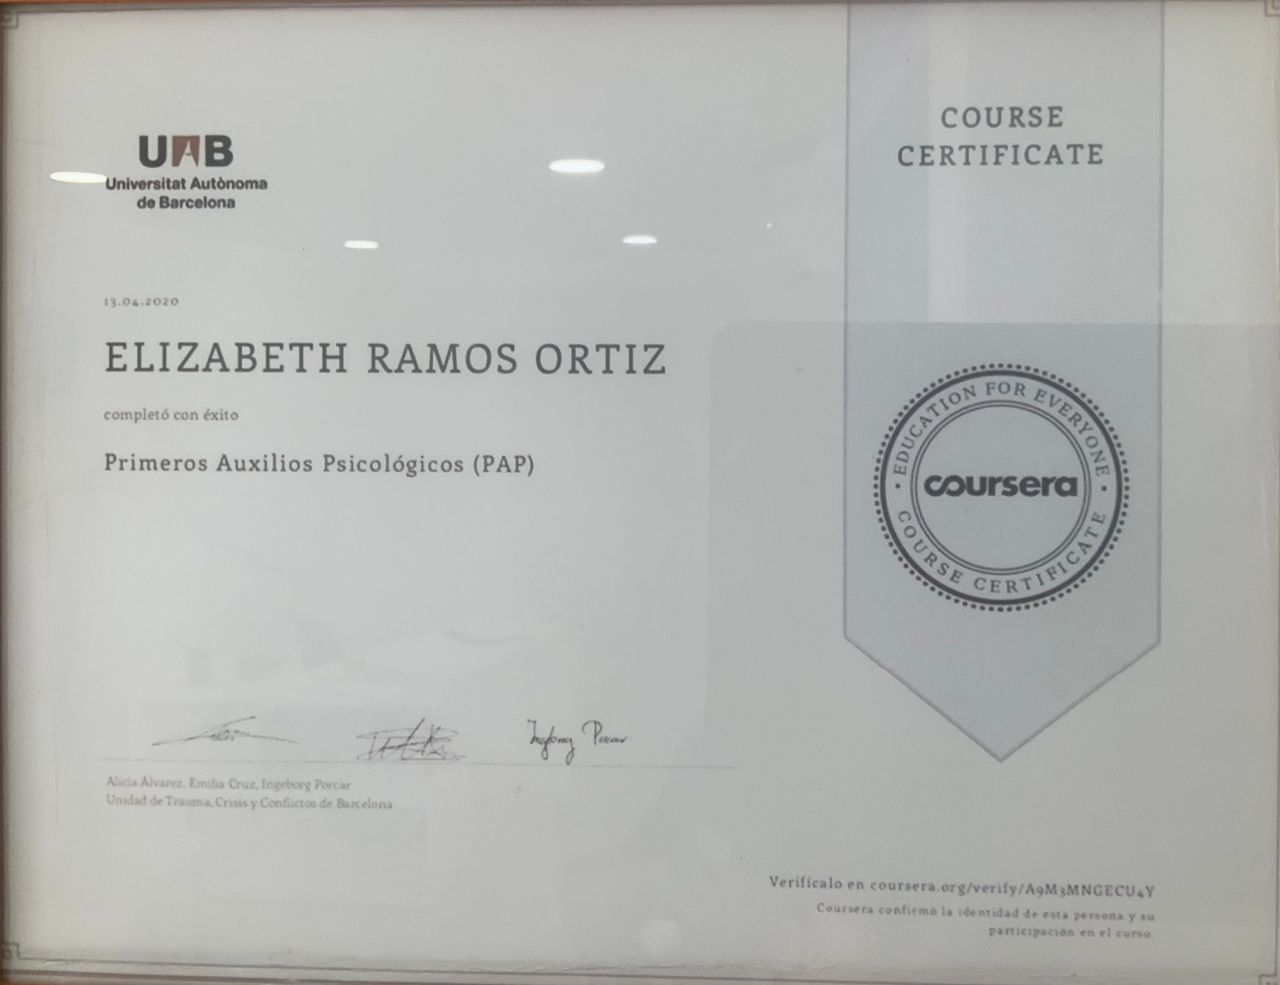 UAB
Universitat Autònoma
de Barcelona
13.04.2020
ELIZABETH RAMOS ORTIZ
completó con éxito
Primeros Auxilios Psicológicos (PAP)
Alicia Álvarez, Emilia Cruz, Ingeborg Porcar
Unidad de Trauma, Crisis y Conflictos de Barcelona
COURSE
CERTIFICATE
EDUCATION FOR EVERYONE
coursera
COURSE CERTIFICATE
Verifícalo en coursera.org/verify/A9M3MNGECU4Y
Coursera confirmó la identidad de esta persona y su
participación en el curso.